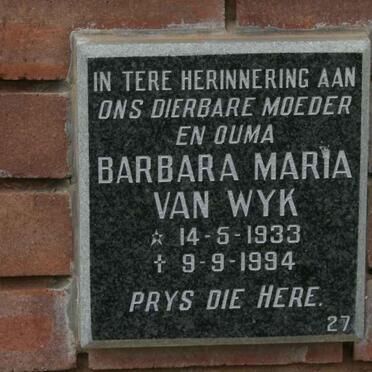 IN TERE HERINNERING AAN
ONS DIERBARE MOEDER
EN OUMA
BARBARA MARIA
VAN WYK
☆ 14-5-1933
✝ 9-9-1994
PRYS DIE HERE.
27